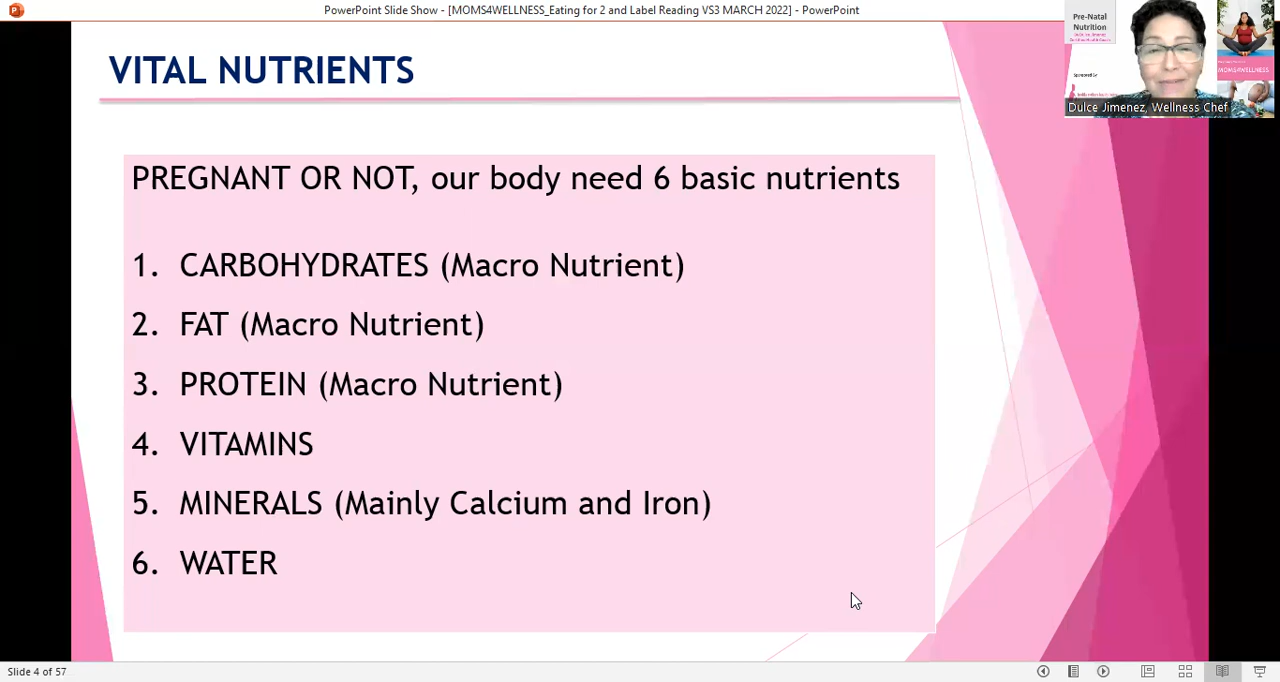 PowerPoint Slide Show - [MOMS4WELLNESS_Eating for 2 and Label Reading VS3 MARCH 2022] - PowerPoint
Pre-Natal
Nutrition
MOMS4WELLNESS
Dulce Jimenez, Wellness Chef
VITAL NUTRIENTS
PREGNANT OR NOT, our body need 6 basic nutrients
1. CARBOHYDRATES (Macro Nutrient)
2. FAT (Macro Nutrient)
3. PROTEIN (Macro Nutrient)
4. VITAMINS
5. MINERALS (Mainly Calcium and Iron)
6. WATER
Slide 4 of 57